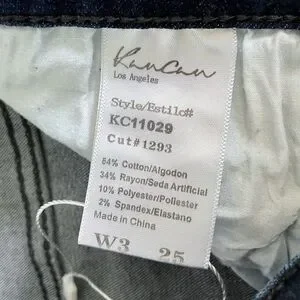 KanCan
Los Angeles
Style/Estilo#
KC11029
Cut#1293
54% Cotton/Algodon
34% Rayon/Seda Artificial
10% Polyester/Poliester
2% Spandex/Elastano
Made in China
W3 25